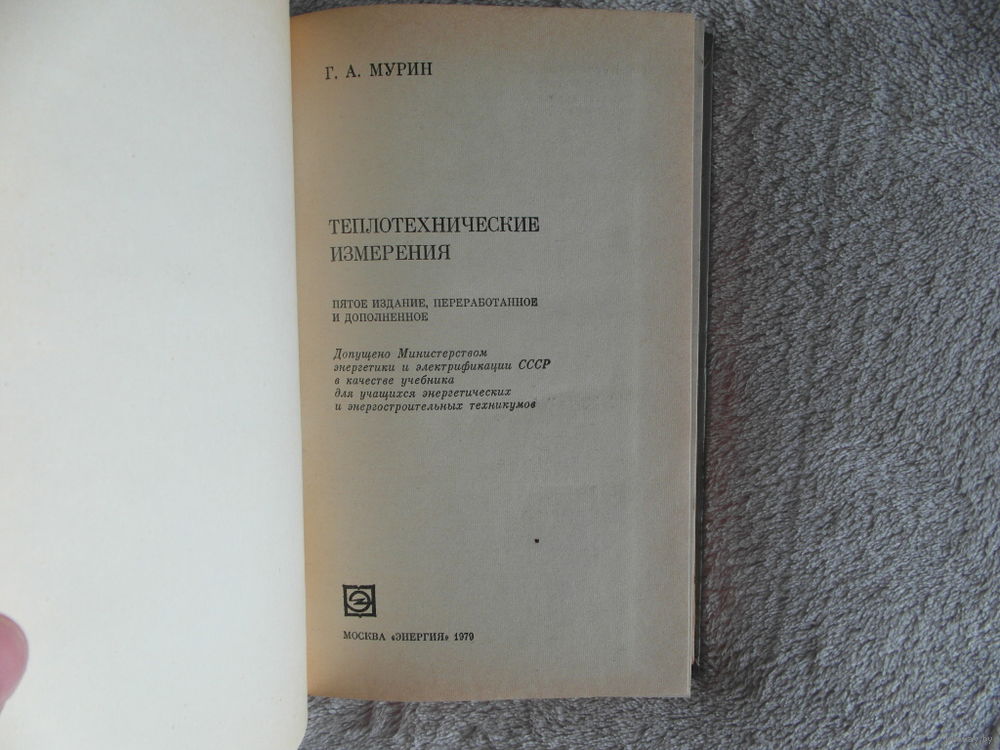 Г. А. МУРИН
ТЕПЛОТЕХНИЧЕСКИЕ
ИЗМЕРЕНИЯ
ПЯТОЕ ИЗДАНИЕ, ПЕРЕРАБОТАННОЕ
И ДОПОЛНЕННОЕ
Допущено Министерством
энергетики и электрификации СССР
в качестве учебника
для учащихся энергетических
и энергостроительных техникумов
МОСКВА «ЭНЕРГИЯ» 1979